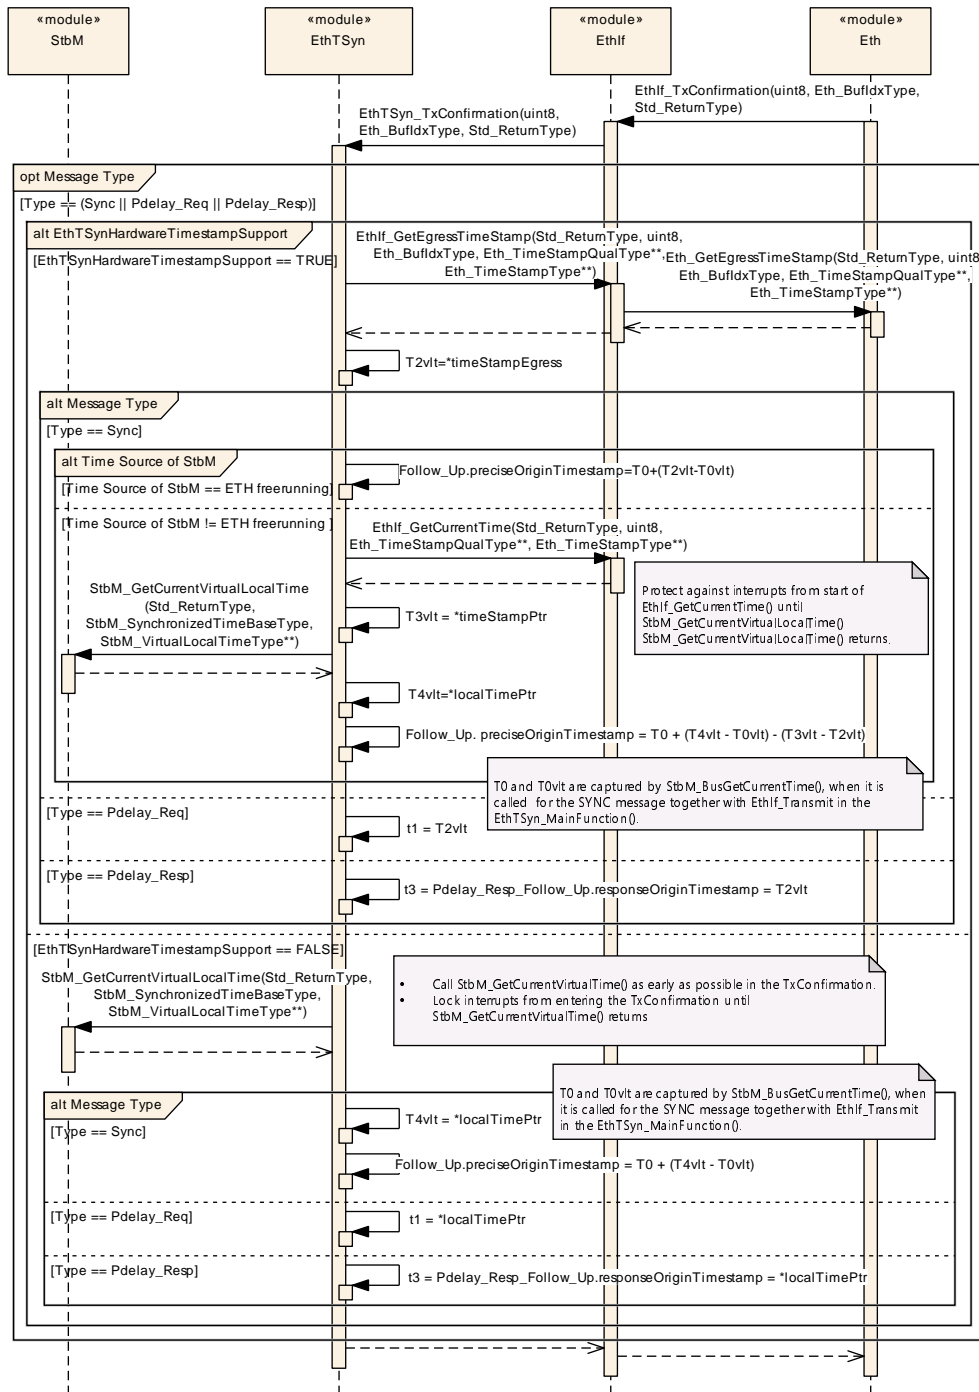 «module»
StbM
«module»
EthTSyn
«module»
EthIf
«module»
Eth
EthIf_TxConfirmation(uint8, Eth_BufIdxType,
Std_ReturnType)
EthTSyn_TxConfirmation(uint8,
Eth_BufIdxType, Std_ReturnType)
opt Message Type
[Type == (Sync || Pdelay_Req || Pdelay_Resp)]
alt EthTSynHardwareTimestampSupport
[EthTSynHardwareTimestampSupport == TRUE]
EthIf_GetEgressTimeStamp(Std_ReturnType, uint8,
Eth_BufIdxType, Eth_TimeStampQualType**,
Eth_TimeStampType**)
Eth_GetEgressTimeStamp(Std_ReturnType, uint8
Eth_BufIdxType, Eth_TimeStampQualType**,
Eth_TimeStampType**)
T2vlt=*timeStampEgress
alt Message Type
[Type == Sync]
alt Time Source of StbM
[Time Source of StbM == ETH freerunning]
Follow_Up.preciseOriginTimestamp=T0+(T2vlt-T0vlt)
[Time Source of StbM != ETH freerunning ]
EthIf_GetCurrentTime(Std_ReturnType, uint8,
Eth_TimeStampQualType**, Eth_TimeStampType**)
Protect against interrupts from start of
EthIf_GetCurrentTime() until
StbM_GetCurrentVirtualLocalTime()
StbM_GetCurrentVirtualLocalTime() returns.
StbM_GetCurrentVirtualLocalTime
(Std_ReturnType,
StbM_SynchronizedTimeBaseType,
StbM_VirtualLocalTimeType**)
T3vlt = *timeStampPtr
T4vlt=*localTimePtr
Follow_Up. preciseOriginTimestamp = T0 + (T4vlt - T0vlt) - (T3vlt - T2vlt)
T0 and T0vlt are captured by StbM_BusGetCurrentTime(), when it is
called for the SYNC message together with EthIf_Transmit in the
EthTSyn_MainFunction().
[Type == Pdelay_Req]
t1 = T2vlt
[Type == Pdelay_Resp]
t3 = Pdelay_Resp_Follow_Up.responseOriginTimestamp = T2vlt
[EthTSynHardwareTimestampSupport == FALSE]
StbM_GetCurrentVirtualLocalTime(Std_ReturnType,
StbM_SynchronizedTimeBaseType,
StbM_VirtualLocalTimeType**)
• Call StbM_GetCurrentVirtualTime() as early as possible in the TxConfirmation.
• Lock interrupts from entering the TxConfirmation until
StbM_GetCurrentVirtualTime() returns
T0 and T0vlt are captured by StbM_BusGetCurrentTime(), when
it is called for the SYNC message together with EthIf_Transmit
in the EthTSyn_MainFunction().
alt Message Type
[Type == Sync]
T4vlt = *localTimePtr
Follow_Up.preciseOriginTimestamp = T0 + (T4vlt - T0vlt)
[Type == Pdelay_Req]
t1 = *localTimePtr
[Type == Pdelay_Resp]
t3 = Pdelay_Resp_Follow_Up.responseOriginTimestamp = *localTimePtr